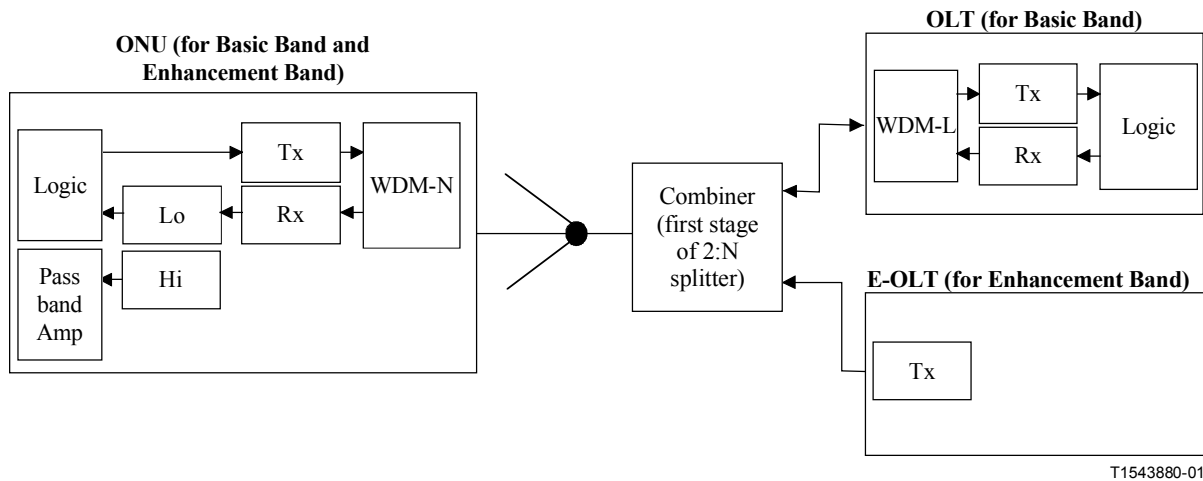 ONU (for Basic Band and
Enhancement Band)
Logic
Tx
WDM-N
Lo
Rx
Pass
band
Amp
Hi
Combiner
(first stage
of 2:N
splitter)
OLT (for Basic Band)
WDM-L
Tx
Rx
Logic
E-OLT (for Enhancement Band)
Tx
T1543880-01